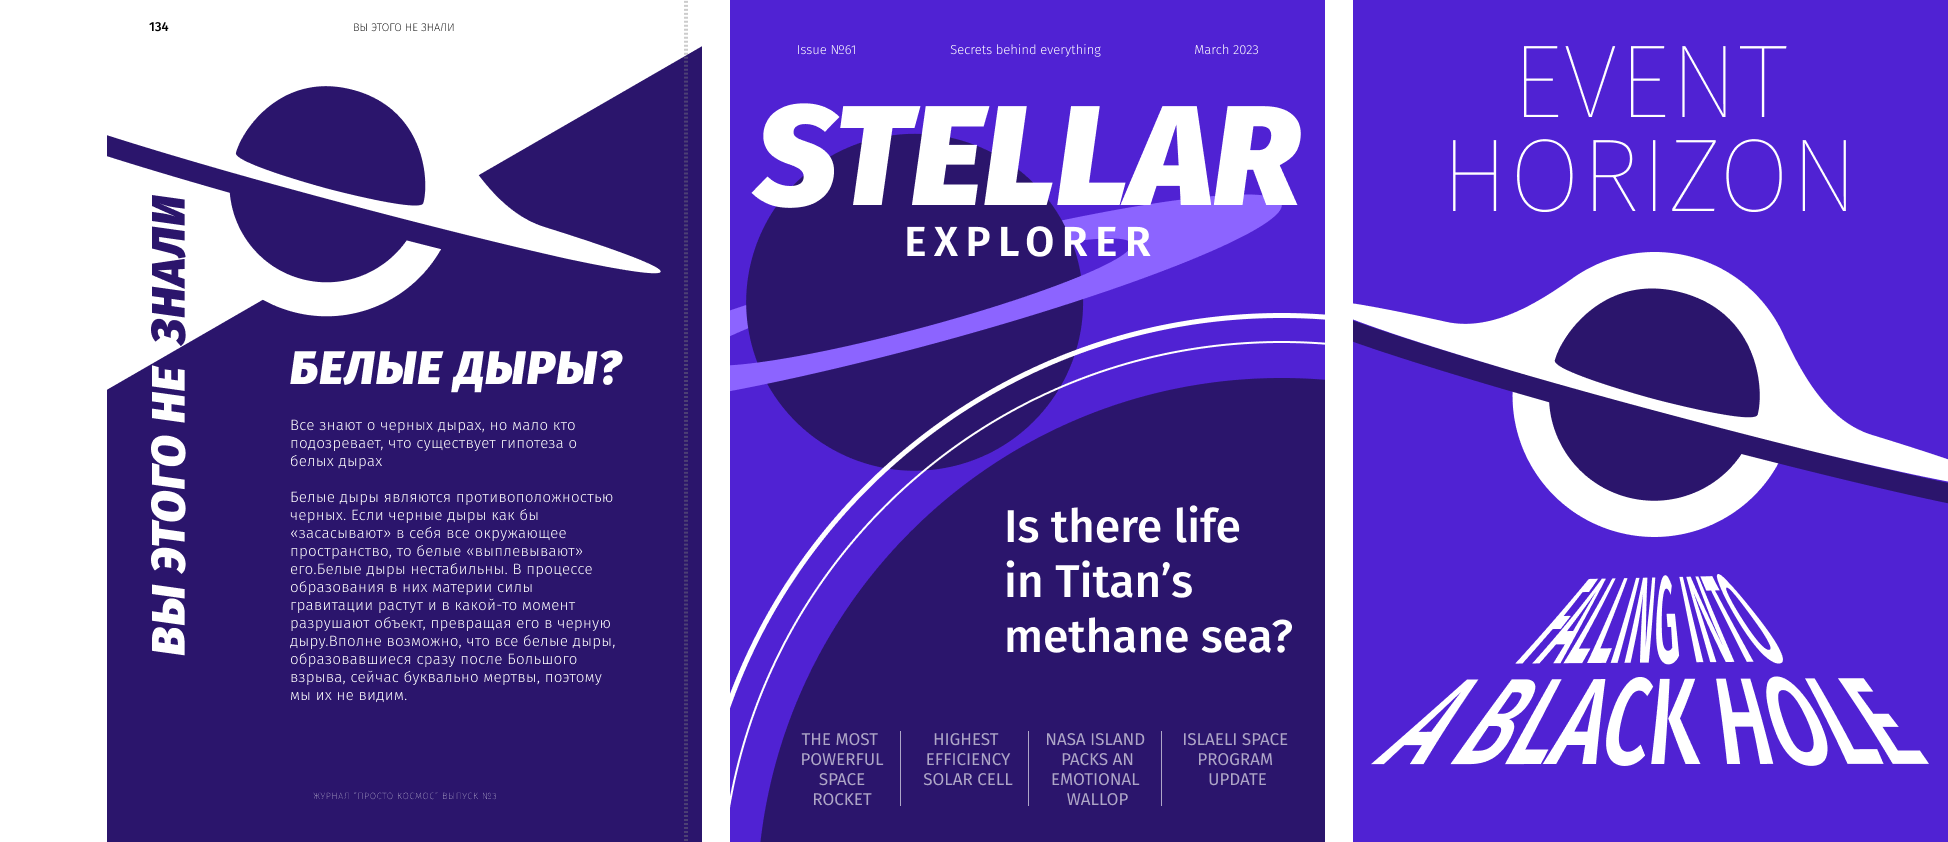 134
ВЫ ЭТОГО НЕ ЗНАЛИ
ВЫ ЭТОГО НЕ ЗНАЛИ
БЕЛЫЕ ДЫРЫ?
Все знают о черных дырах, но мало кто
подозревает, что существует гипотеза о
белых дырах
Белые дыры являются противоположностью
черных. Если черные дыры как бы
«засасывают» в себя все окружающее
пространство, то белые «выплевывают»
его.Белые дыры нестабильны. В процессе
образования в них материи силы
гравитации растут и в какой-то момент
разрушают объект, превращая его в черную
дыру.Вполне возможно, что все белые дыры,
образовавшиеся сразу после Большого
взрыва, сейчас буквально мертвы, поэтому
мы их не видим.
ЖУРНАЛ "ПРОСТО КОСМОС" ВЫПУСК №3
Issue №61
Secrets behind everything
March 2023
STELLAR
EXPLORER
Is there life
in Titan’s
methane sea?
THE MOST
POWERFUL
SPACE
ROCKET
HIGHEST
EFFICIENCY
SOLAR CELL
NASA ISLAND
PACKS AN
EMOTIONAL
WALLOP
ISLAELI SPACE
PROGRAM
UPDATE
EVENT
HORIZON
FALLING INTO
A BLACK HOLE